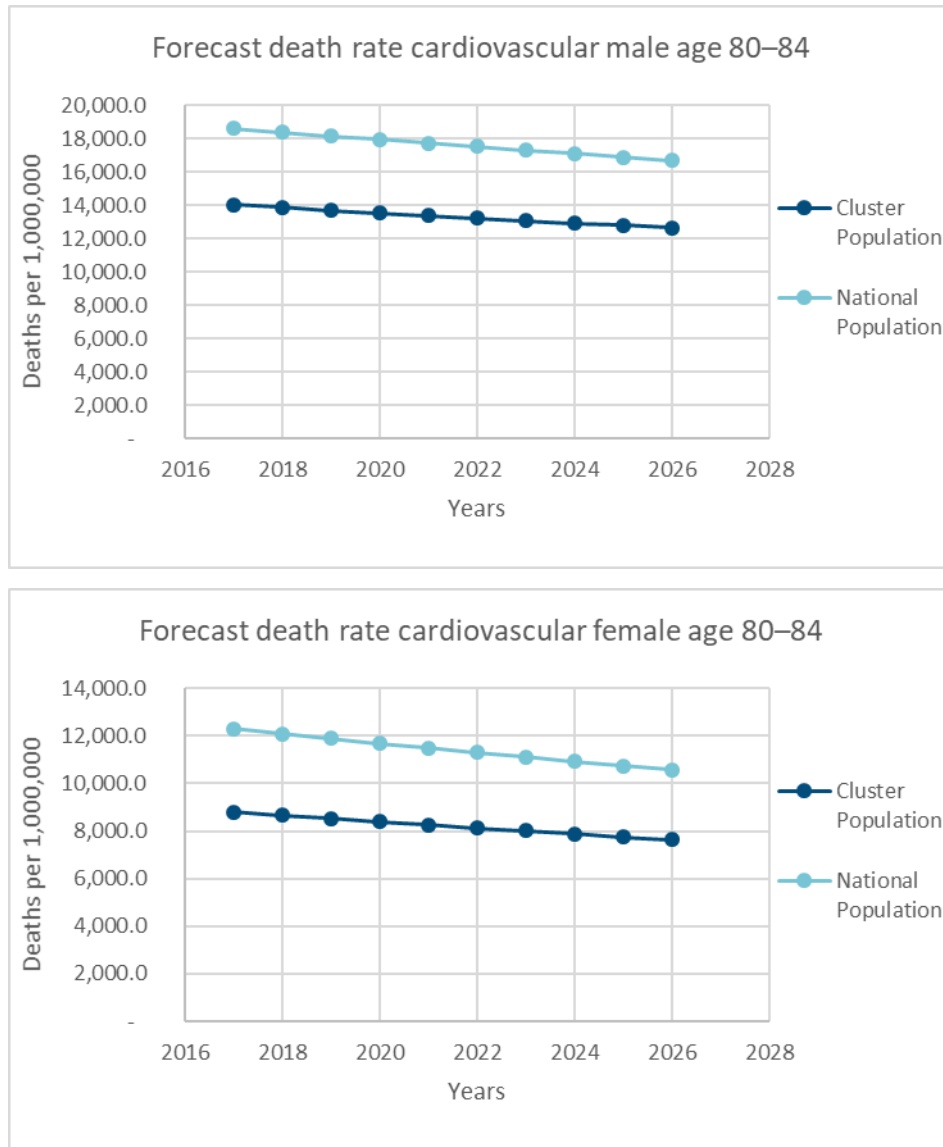 Forecast death rate cardiovascular male age 80–84
Deaths per 1,000,000
20,000.0
18,000.0
16,000.0
14,000.0
12,000.0
10,000.0
8,000.0
6,000.0
4,000.0
2,000.0
-
2016 2018 2020 2022 2024 2026 2028
Years
Cluster
Population
National
Population
Forecast death rate cardiovascular female age 80–84
Deaths per 1,000,000
14,000.0
12,000.0
10,000.0
8,000.0
6,000.0
4,000.0
2,000.0
-
2016 2018 2020 2022 2024 2026 2028
Years
Cluster
Population
National
Population